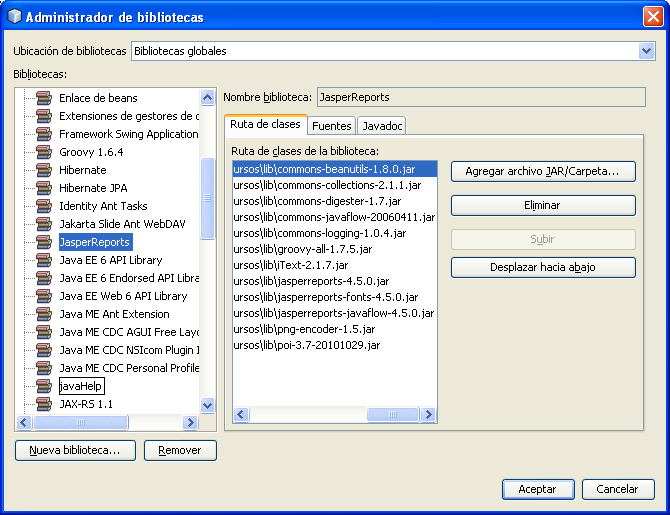 Administrador de bibliotecas
Ubicación de bibliotecas Bibliotecas globales
Bibliotecas:
Enlace de beans
Extensiones de gestores de c
Framework Swing Application
Groovy 1.6.4
Hibernate
Hibernate JPA
Identity Ant Tasks
Jakarta Slide Ant WebDAV
JasperReports
Java EE 6 API Library
Java EE 6 Endorsed API Libra
Java EE Web 6 API Library
Java ME Ant Extension
Java ME CDC AGUI Free Layo
Java ME CDC NSIcom Plugin I
Java ME CDC Personal Profile
javaHelp
JAX-RS 1.1
Nueva biblioteca...
Remover
Nombre biblioteca: JasperReports
Ruta de clases
Fuentes
Javadoc
Ruta de clases de la biblioteca:
ursos\lib\commons-beanutils-1.8.0.jar
ursos\lib\commons-collections-2.1.1.jar
ursos\lib\commons-digester-1.7.jar
ursos\lib\commons-javaflow-20060411.jar
ursos\lib\commons-logging-1.0.4.jar
ursos\lib\groovy-all-1.7.5.jar
ursos\lib\iText-2.1.7.jar
ursos\lib\jasperreports-4.5.0.jar
ursos\lib\jasperreports-fonts-4.5.0.jar
ursos\lib\jasperreports-javaflow-4.5.0.jar
ursos\lib\png-encoder-1.5.jar
ursos\lib\poi-3.7-20101029.jar
Agregar archivo JAR/Carpeta...
Eliminar
Subir
Desplazar hacia abajo
Aceptar
Cancelar